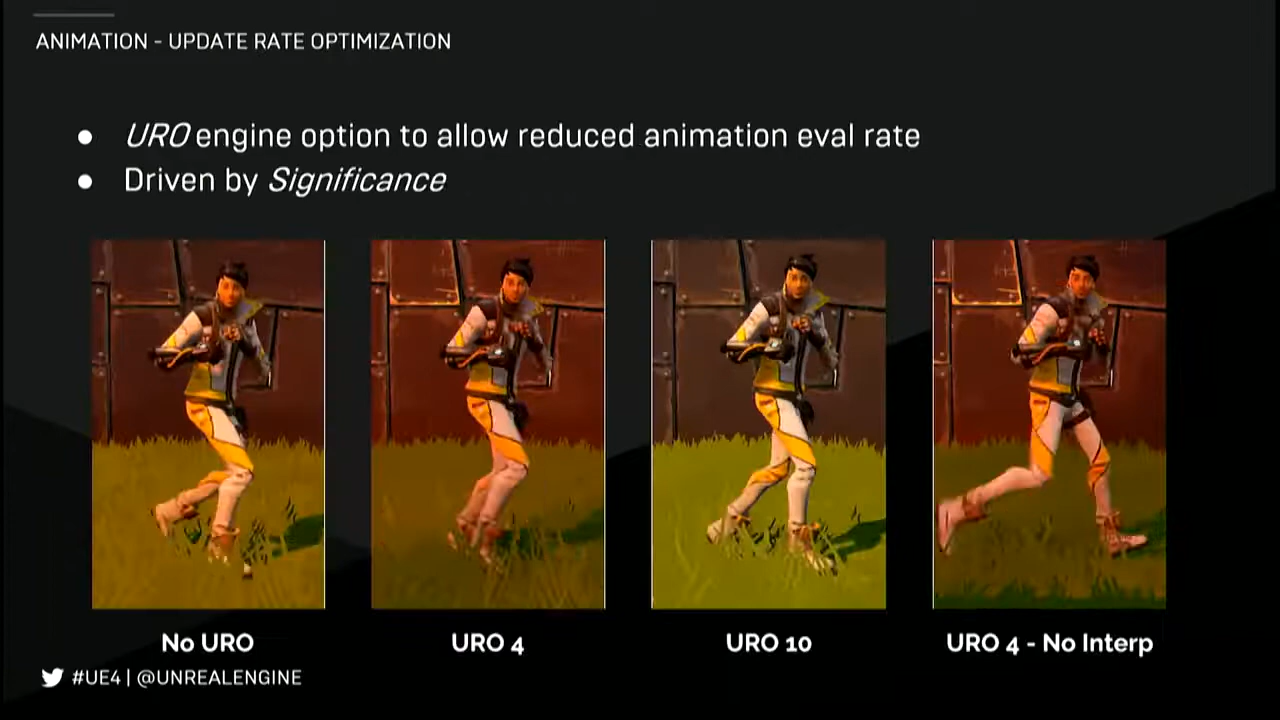 ANIMATION - UPDATE RATE OPTIMIZATION
● URO engine option to allow reduced animation eval rate
● Driven by Significance
No URO
URO 4
URO 10
URO 4 - No Interp
#UE4 | @UNREALENGINE